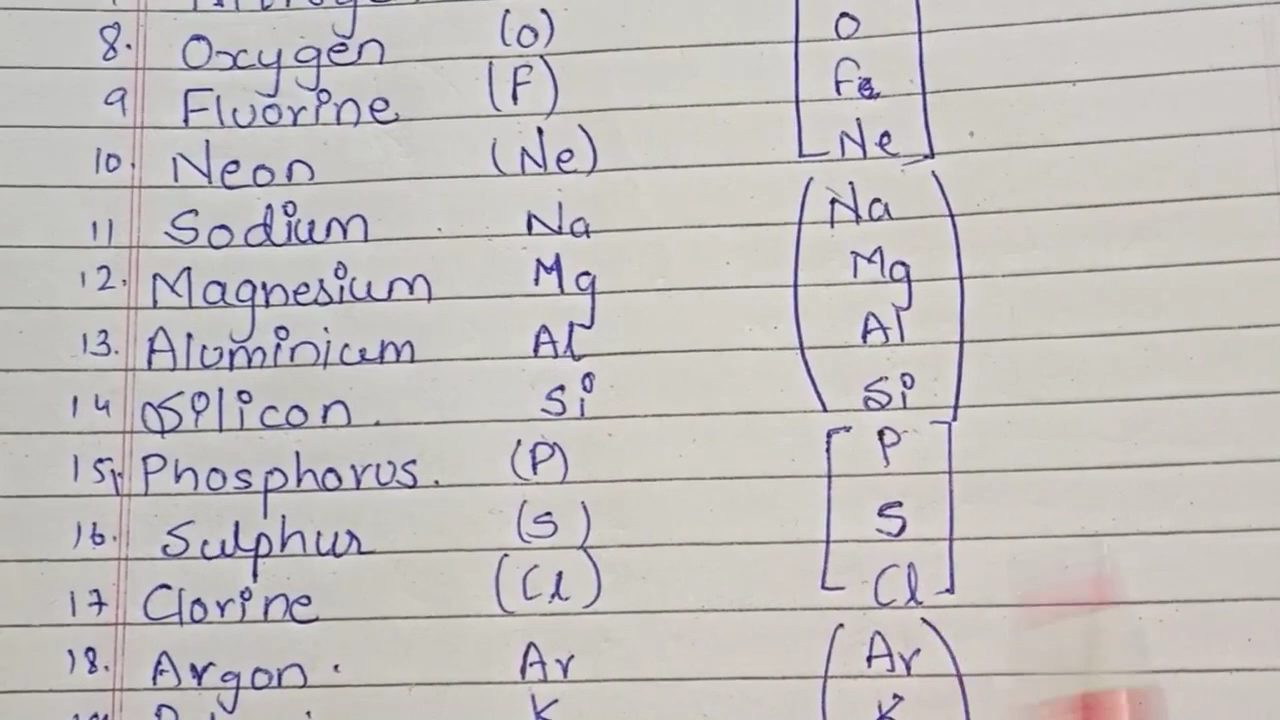 8. Oxygen (O) O
9 Fluorine (F) F
10. Neon (Ne) Ne
11 Sodium Na Na
12. Magnesium Mg Mg
13. Aluminium Al Al
14 Silicon. Si Si
15. Phosphorus. (P) P
16. Sulphur (S) S
17 Clorine (Cl) Cl
18. Argon. Ar Ar
K K